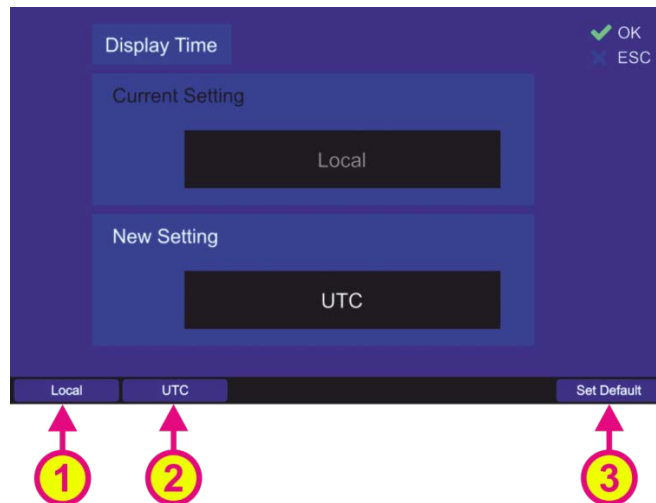 Display Time
OK
ESC
Current Setting
Local
New Setting
UTC
Local UTC Set Default
1 2 3